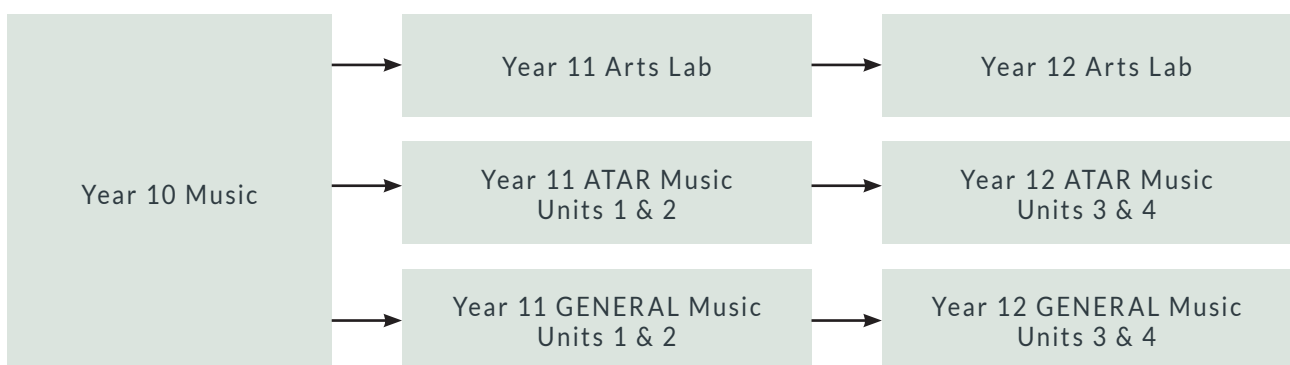 Year 10 Music
Year 11 Arts Lab
Year 12 Arts Lab
Year 11 ATAR Music
Units 1 & 2
Year 12 ATAR Music
Units 3 & 4
Year 11 GENERAL Music
Units 1 & 2
Year 12 GENERAL Music
Units 3 & 4